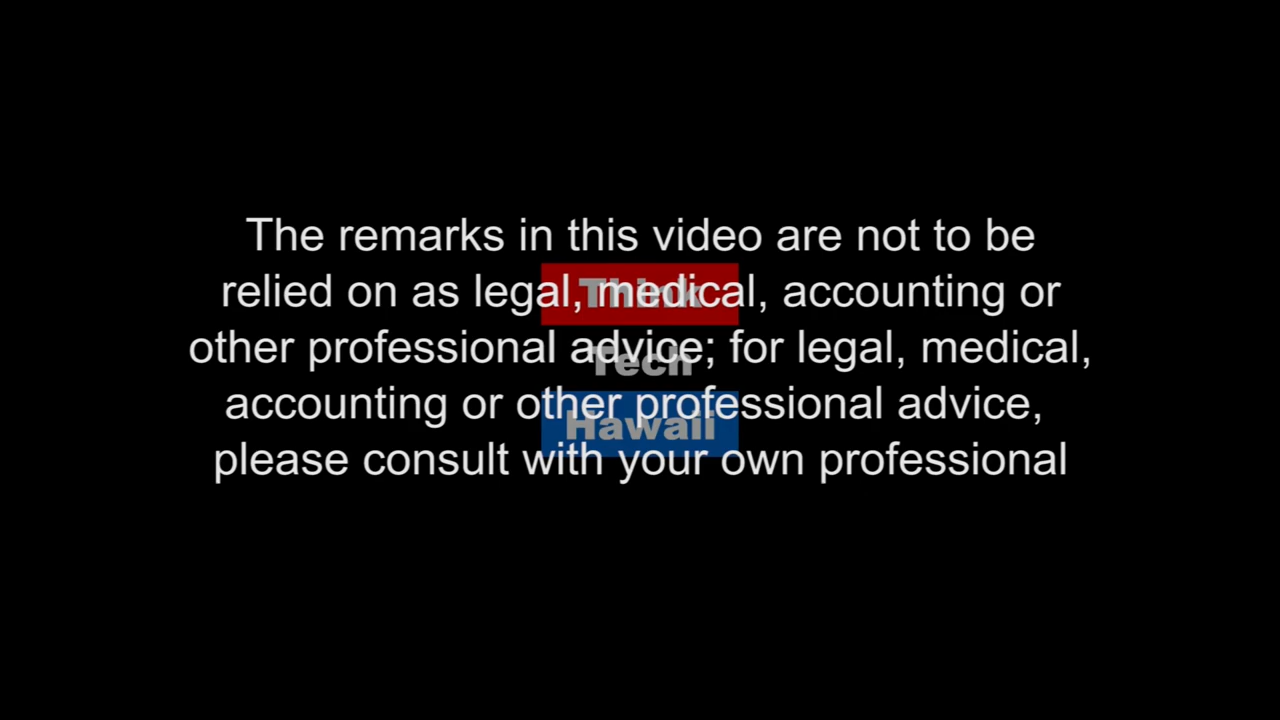 The remarks in this video are not to be
relied on as legal, medical, accounting or
other professional advice; for legal, medical,
accounting or other professional advice,
please consult with your own professional
Think
Tech
Hawaii